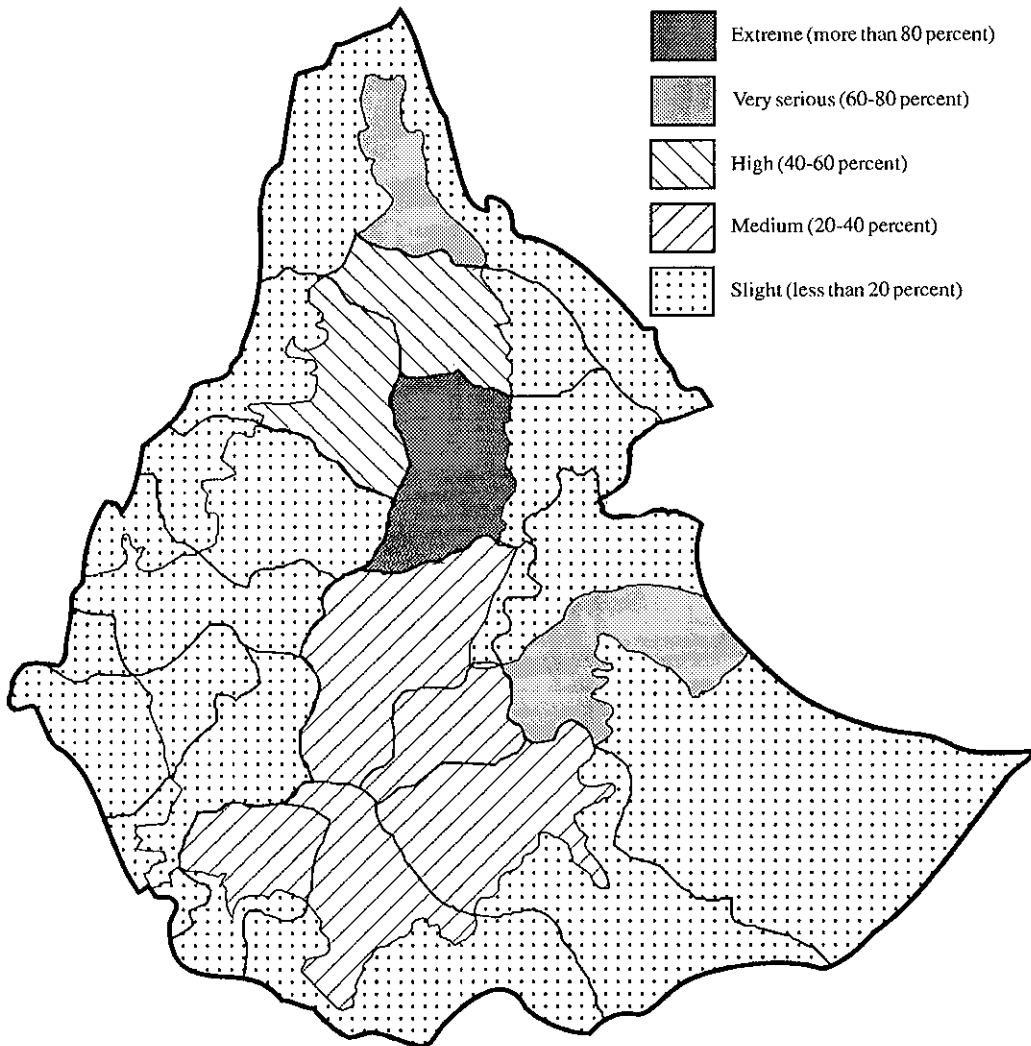 Extreme (more than 80 percent)
Very serious (60-80 percent)
High (40-60 percent)
Medium (20-40 percent)
Slight (less than 20 percent)